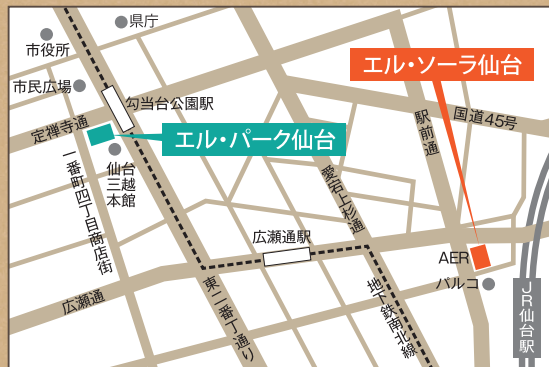 県庁
市役所
市民広場
勾当台公園駅
定禅寺通
エル・パーク仙台
エル・ソーラ仙台
国道45号
駅前通
仙台
三越
本館
一番町四丁目商店街
愛宕上杉通
広瀬通駅
広瀬通
東二番丁通り
地下鉄南北線
AER
パルコ
JR仙台駅